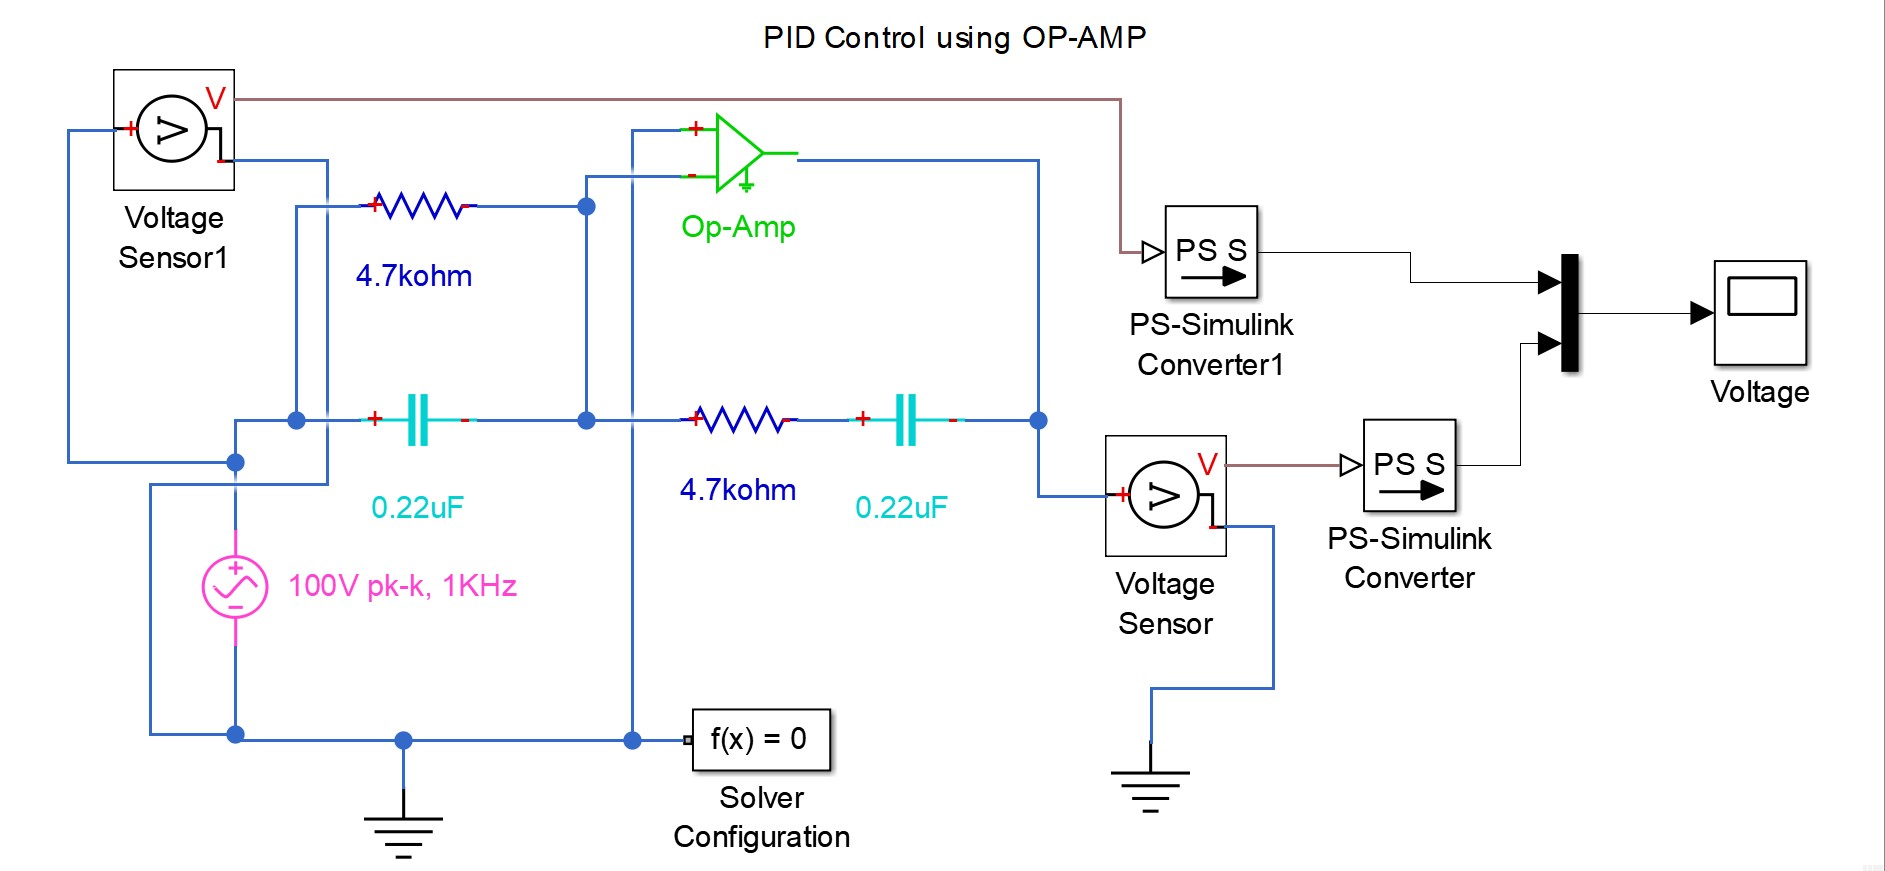 PID Control using OP-AMP
V
+
V
-
Voltage
Sensor1
+
-
4.7kohm
+
-
Op-Amp
PS S
PS-Simulink
Converter1
Voltage
+
-
0.22uF
+
-
4.7kohm
+
-
0.22uF
V
+
V
-
Voltage
Sensor
PS S
PS-Simulink
Converter
+
-
100V pk-k, 1KHz
f(x) = 0
Solver
Configuration